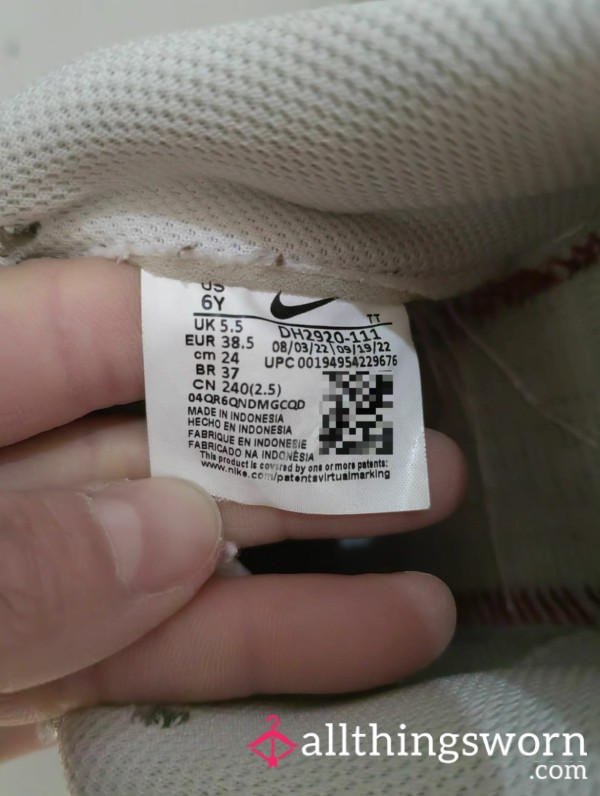 US
6Y
UK 5.5
EUR 38.5
cm 24
BR 37
CN 240(2.5)
TT
DH2920-111
08/03/22\09/19/22
UPC 00194954229676
04QR6QNDMGCQD
MADE IN INDONESIA
HECHO EN INDONESIA
FABRIQUE EN INDONESIE
FABRICADO NA INDONÉSIA
This product is covered by one or more patents:
www.nike.com/patentsvirtualmarking
allthingsworn
.com